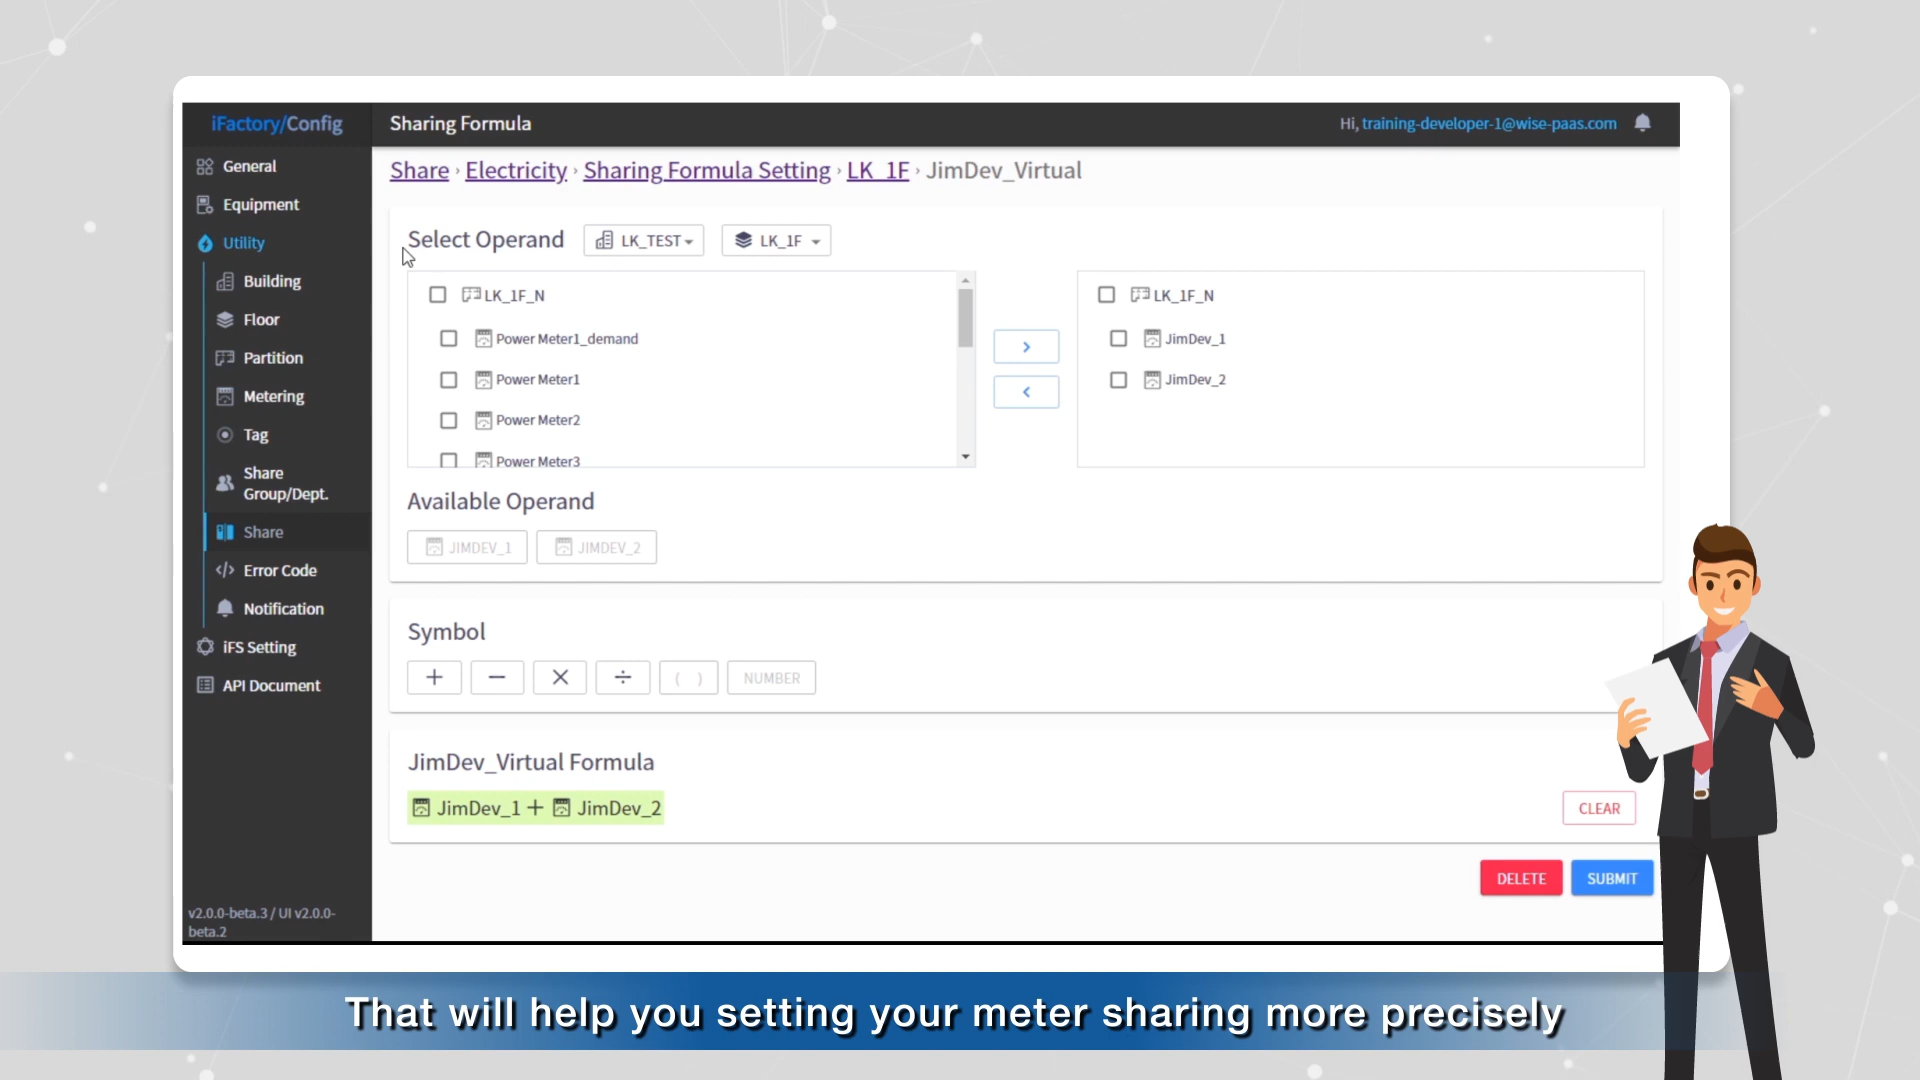 iFactory/Config
Sharing Formula
Hi, training-developer-1@wise-paas.com
General
Equipment
Utility
Building
Floor
Partition
Metering
Tag
Share
Group/Dept.
Share
Error Code
Notification
iFS Setting
API Document
v2.0.0-beta.3 / UI v2.0.0-
beta.2
Share › Electricity › Sharing Formula Setting › LK_1F › JimDev_Virtual
Select Operand
LK_TEST
LK_1F
LK_1F_N
Power Meter1_demand
Power Meter1
Power Meter2
Power Meter3
>
<
LK_1F_N
JimDev_1
JimDev_2
Available Operand
JIMDEV_1
JIMDEV_2
Symbol
+
−
×
÷
( )
NUMBER
JimDev_Virtual Formula
JimDev_1 + JimDev_2
CLEAR
DELETE
SUBMIT
That will help you setting your meter sharing more precisely